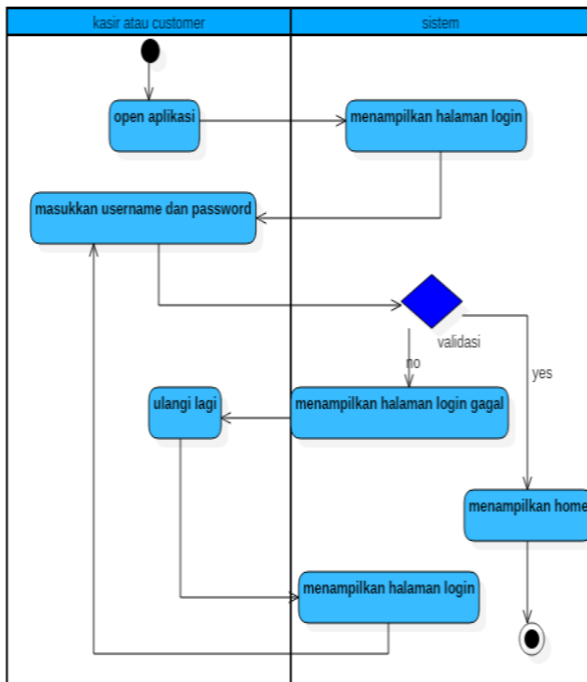 kasir atau customer
sistem
open aplikasi
menampilkan halaman login
masukkan username dan password
validasi
no
yes
ulangi lagi
menampilkan halaman login gagal
menampilkan home
menampilkan halaman login